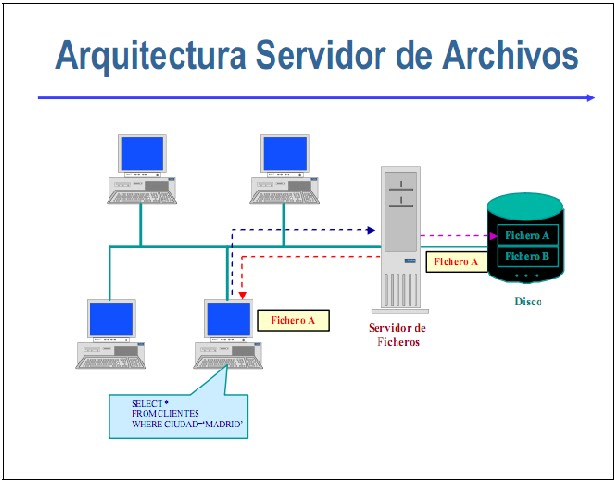 Arquitectura Servidor de Archivos
Fichero A
Fichero B
Fichero A
Disco
Fichero A
Servidor de
Ficheros
SELECT *
FROM CLIENTES
WHERE CIUDAD='MADRID'